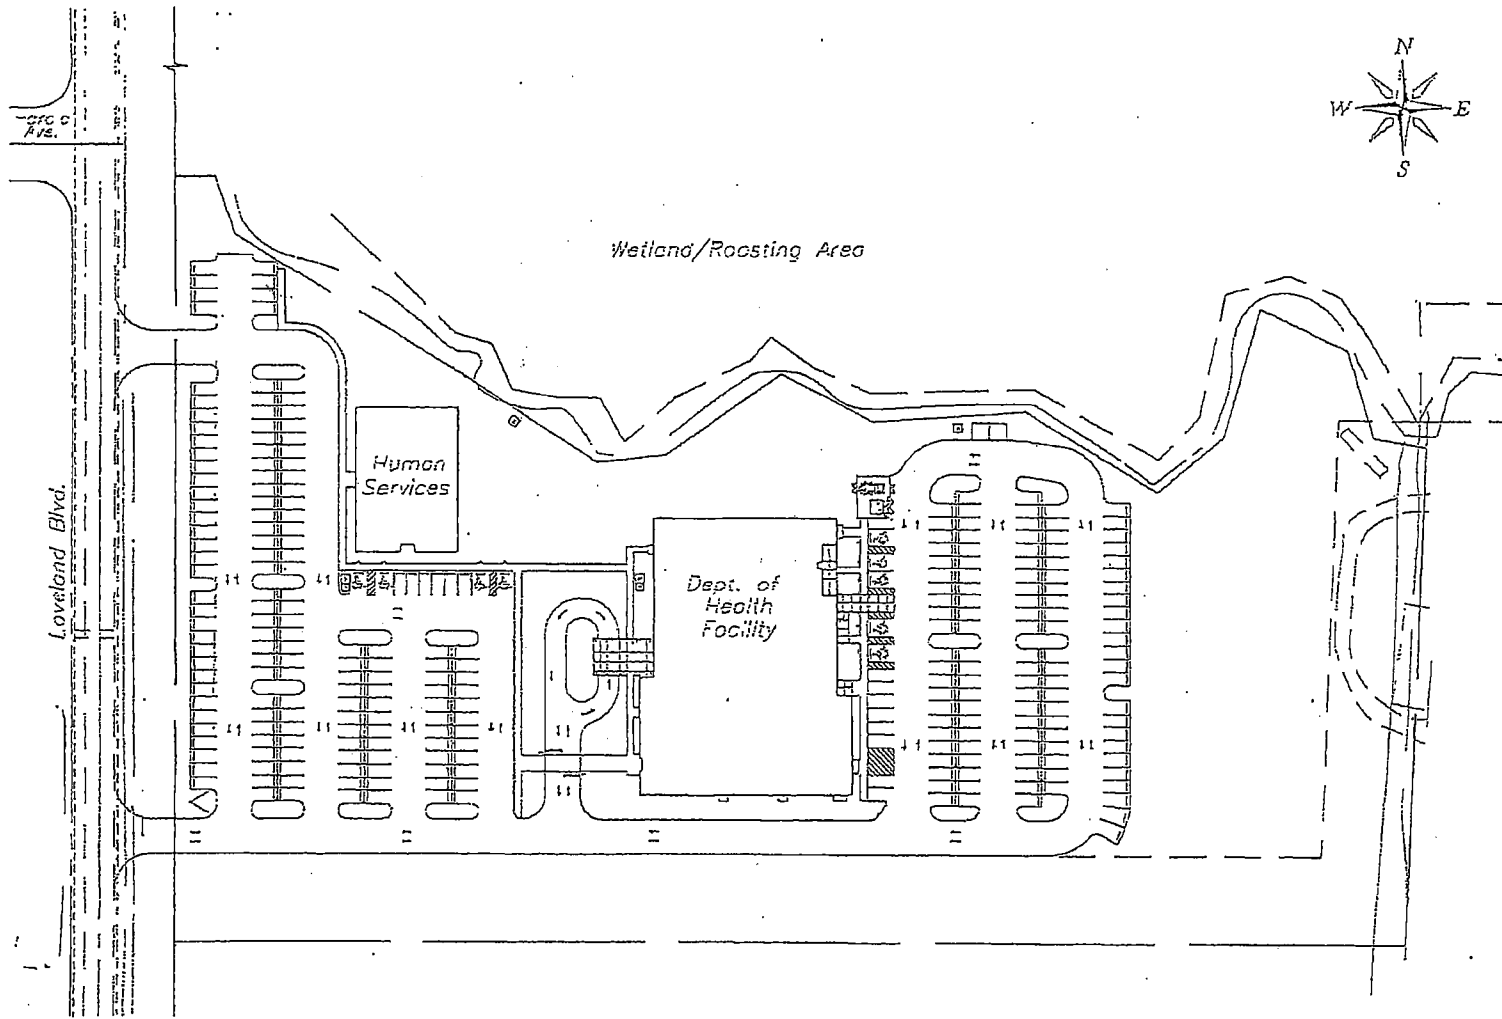 N
W E
S
Ave.
Wetland/Roosting Area
Human
Services
Loveland Blvd.
Dept. of
Health
Facility